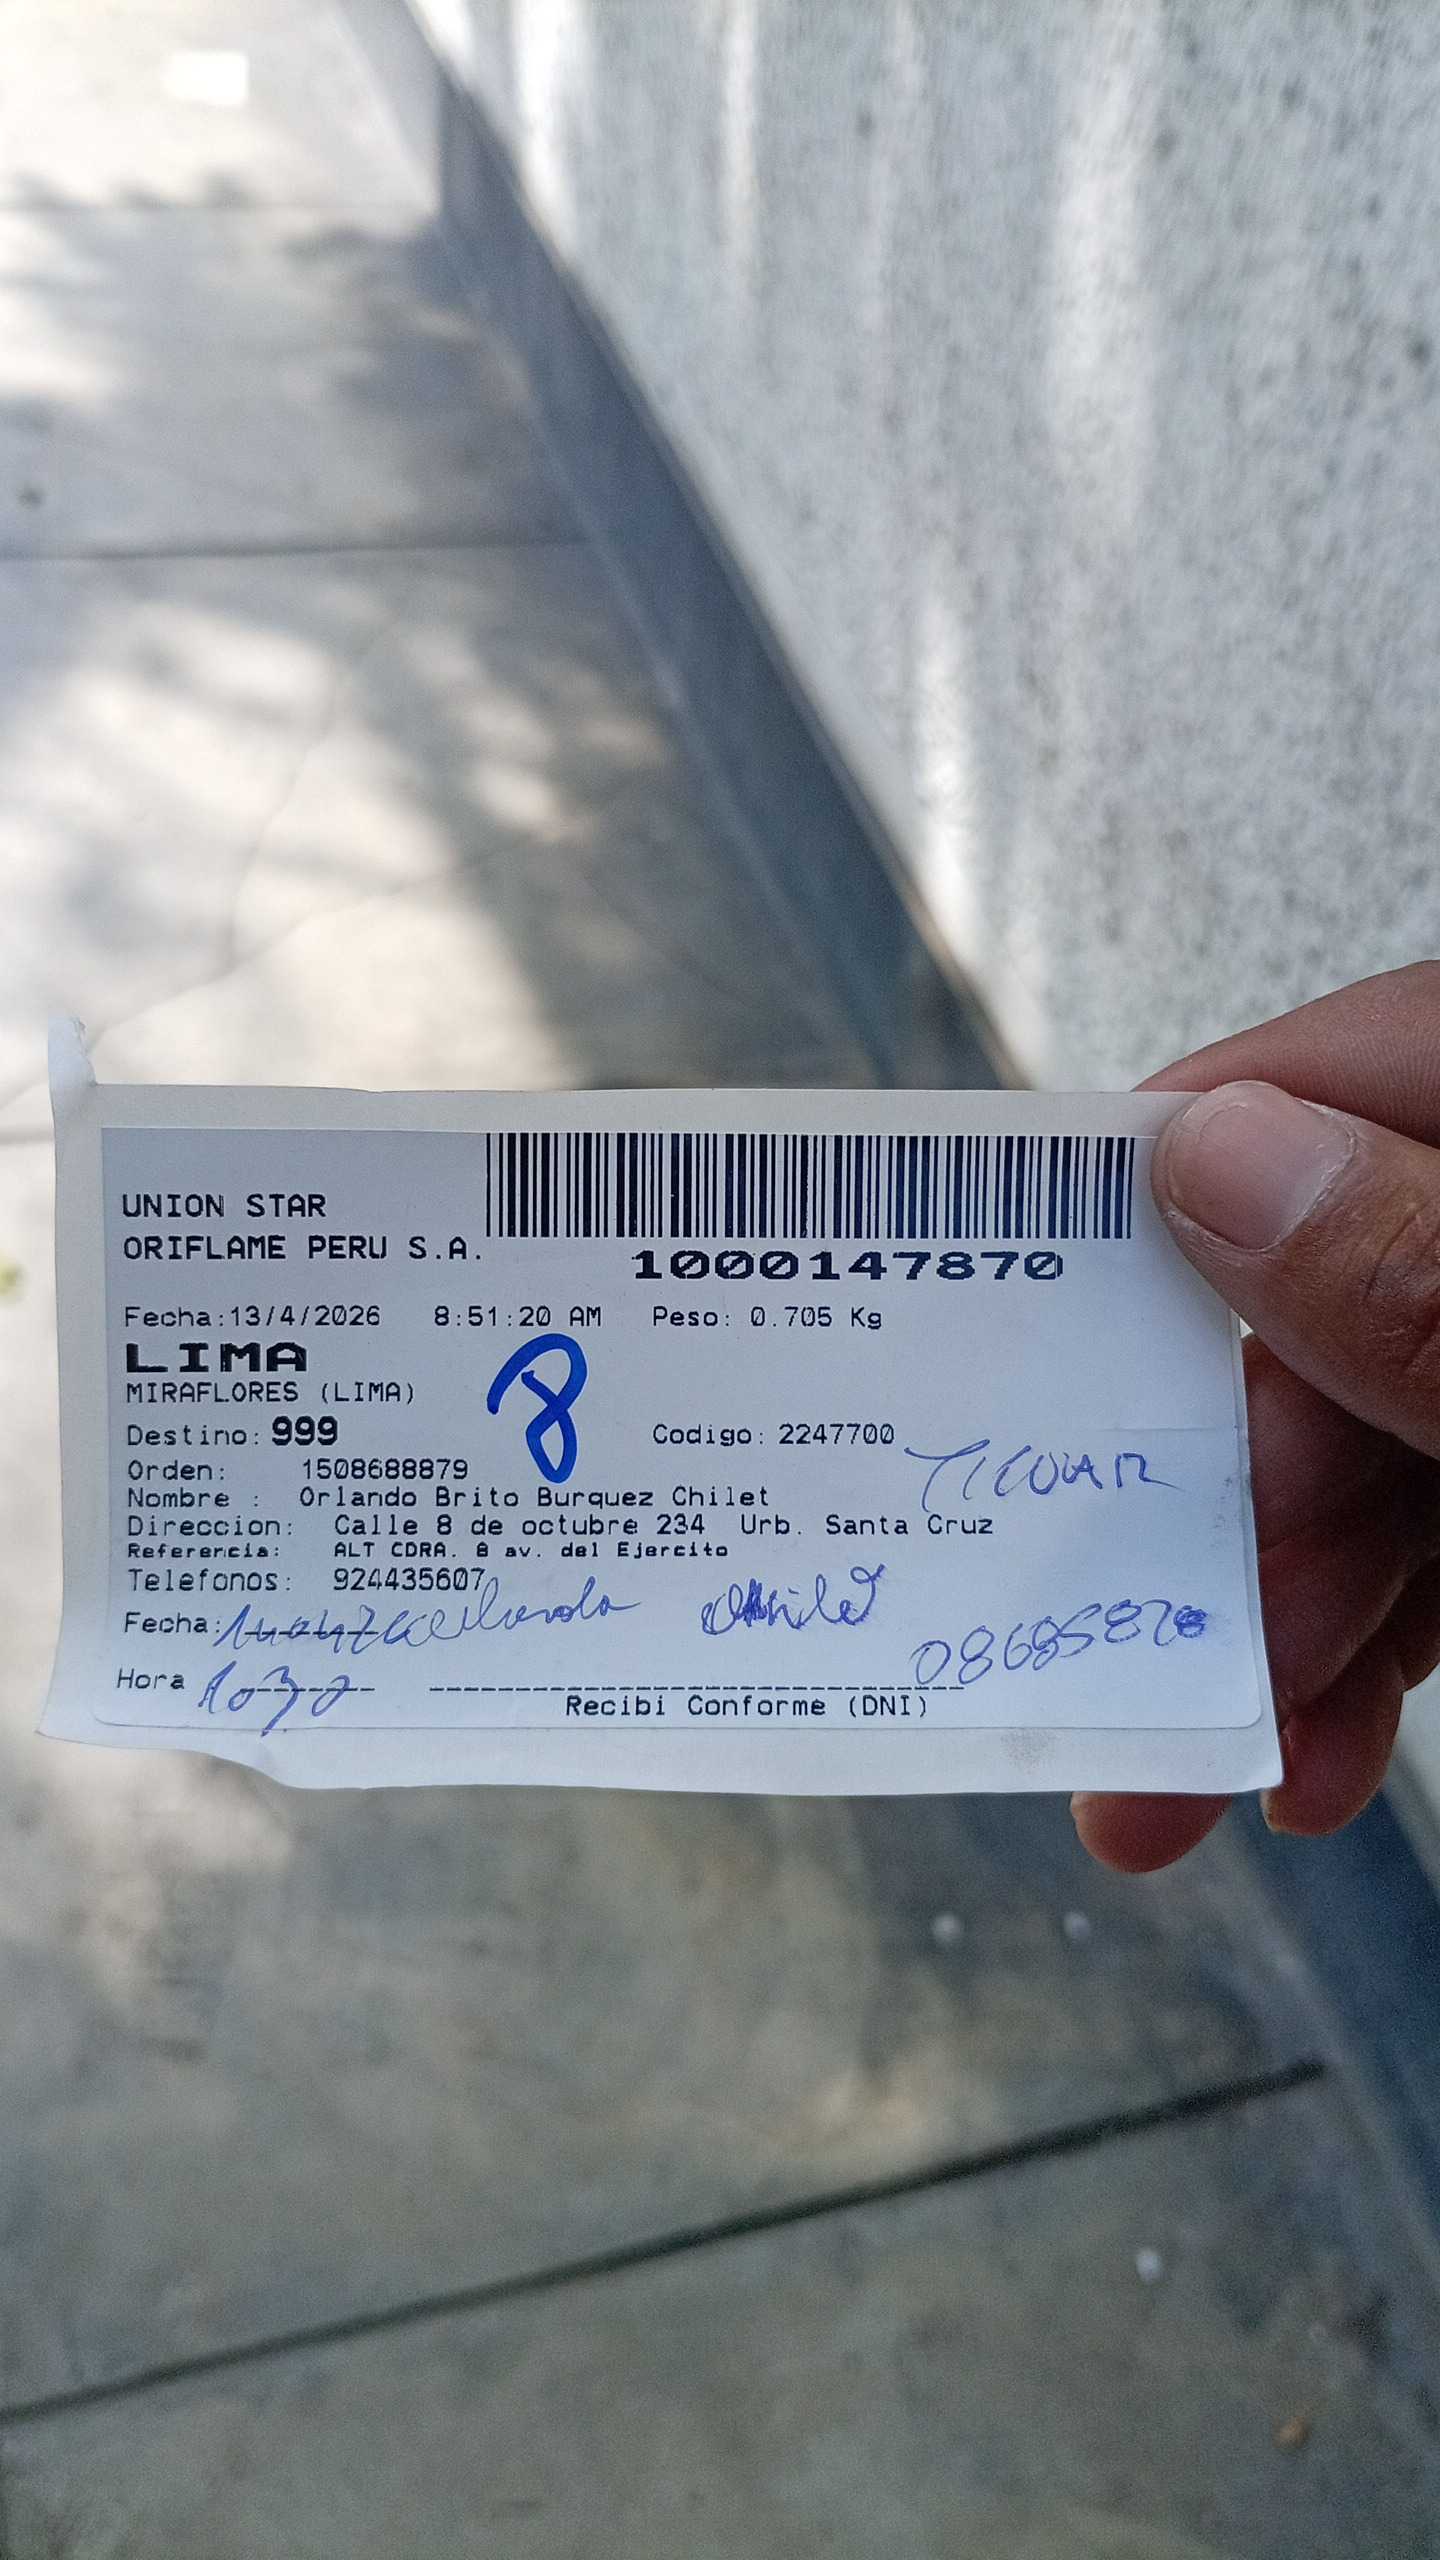 UNION STAR
ORIFLAME PERU S.A.
1000147870
Fecha:13/4/2026 8:51:20 AM Peso: 0.705 Kg
LIMA
MIRAFLORES (LIMA)
8
Destino: 999 Codigo: 2247700
Orden: 1508688879
TITULAR
Nombre : Orlando Brito Burquez Chilet
Direccion: Calle 8 de octubre 234 Urb. Santa Cruz
Referencia: ALT CDRA. 8 av. del Ejercito
Telefonos: 924435607
Fecha:
Hora 1030
Recibi Conforme (DNI)